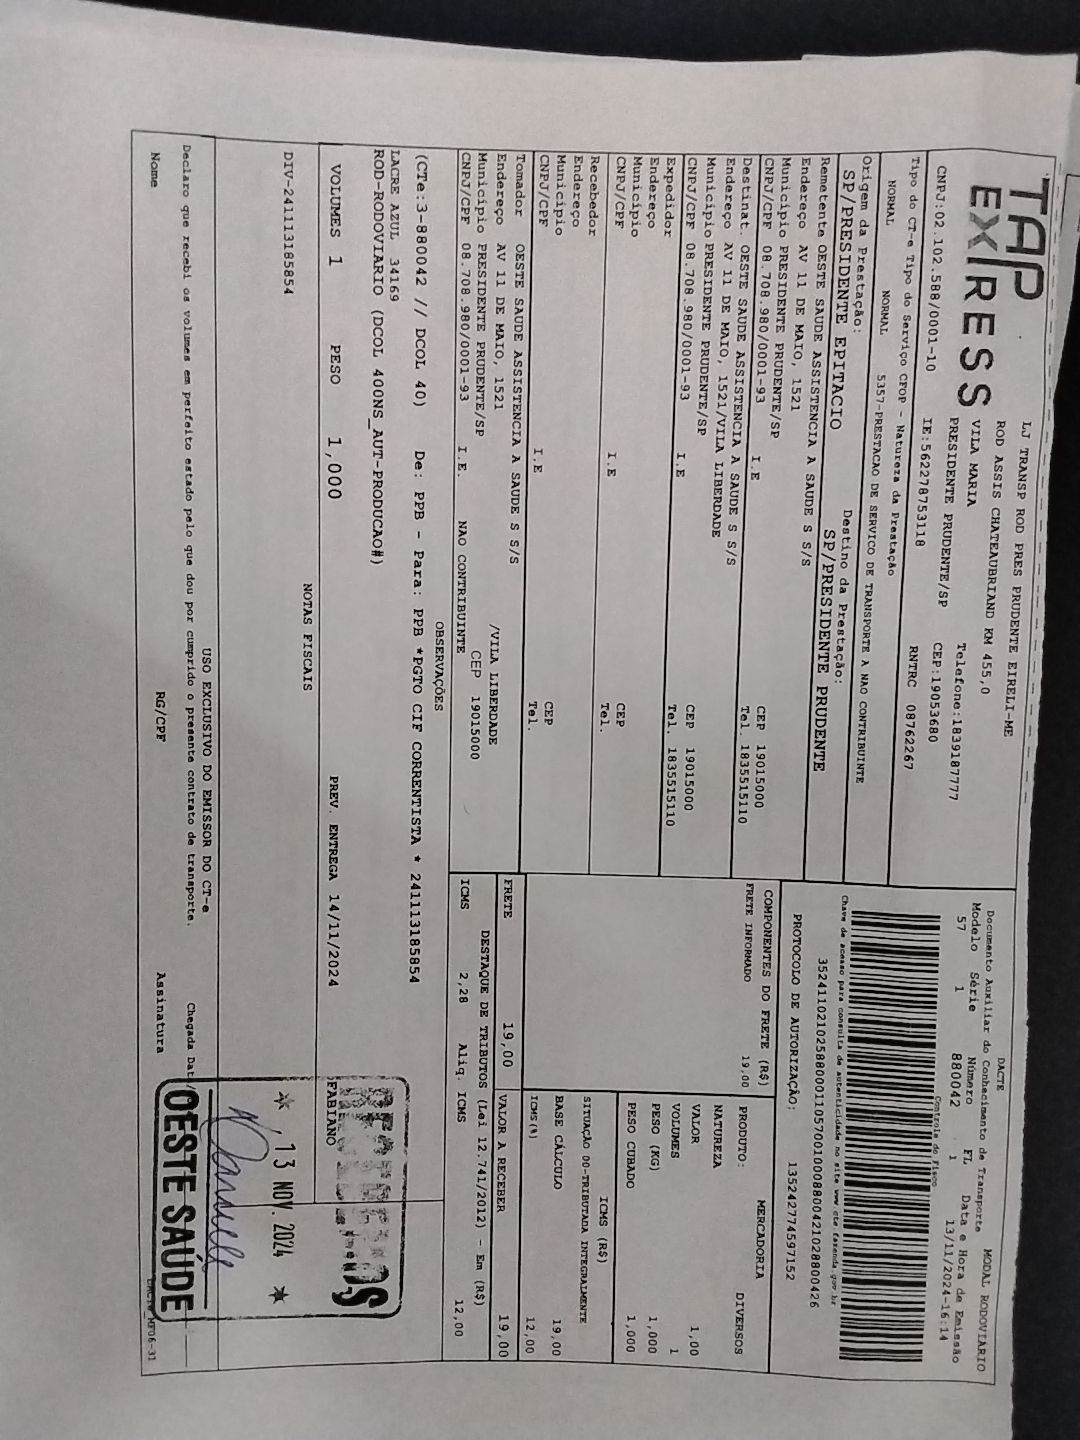 TAP
EXPRESS
LJ TRANSP ROD PRES PRUDENTE EIRELI-ME
ROD ASSIS CHATEAUBRIAND KM 455,0
VILA MARIA Telefone:1839187777
PRESIDENTE PRUDENTE/SP CEP:19053680
CNPJ:02.102.588/0001-10 IE:562278753118 RNTRC 08762267
Tipo do CT-e Tipo do Serviço CFOP - Natureza da Prestação
NORMAL NORMAL 5357-PRESTACAO DE SERVICO DE TRANSPORTE A NAO CONTRIBUINTE
Origem da Prestação: Destino da Prestação:
SP/PRESIDENTE EPITACIO SP/PRESIDENTE PRUDENTE
Remetente OESTE SAUDE ASSISTENCIA A SAUDE S S/S
Endereço AV 11 DE MAIO, 1521
Município PRESIDENTE PRUDENTE/SP CEP 19015000
CNPJ/CPF 08.708.980/0001-93 I.E Tel. 1835515110
Destinat. OESTE SAUDE ASSISTENCIA A SAUDE S S/S
Endereço AV 11 DE MAIO, 1521/VILA LIBERDADE
Município PRESIDENTE PRUDENTE/SP CEP 19015000
CNPJ/CPF 08.708.980/0001-93 I.E Tel. 1835515110
Expedidor
Endereço
Município CEP
CNPJ/CPF I.E Tel.
Recebedor
Endereço
Município CEP
CNPJ/CPF I.E Tel.
Tomador OESTE SAUDE ASSISTENCIA A SAUDE S S/S
Endereço AV 11 DE MAIO, 1521 /VILA LIBERDADE
Município PRESIDENTE PRUDENTE/SP CEP 19015000
CNPJ/CPF 08.708.980/0001-93 I.E. NAO CONTRIBUINTE
DACTE MODAL RODOVIARIO
Documento Auxiliar do Conhecimento de Transporte
Modelo Série Número FL Data e Hora de Emissão
57 1 880042 1 13/11/2024-16:14
Controle do Fisco
Chave de acesso para consulta de autenticidade no site www.cte.fazenda.gov.br
35241102102588000110570010008800421028800426
PROTOCOLO DE AUTORIZAÇÃO: 135242774597152
COMPONENTES DO FRETE (R$)
FRETE INFORMADO 19,00
MERCADORIA
PRODUTO: DIVERSOS
NATUREZA
VALOR 1,00
VOLUMES 1
PESO (KG) 1,000
PESO CUBADO 1,000
ICMS (R$)
SITUAÇÃO 00-TRIBUTADA INTEGRALMENTE
BASE CÁLCULO 19,00
ICMS(%) 12,00
FRETE 19,00 VALOR A RECEBER 19,00
DESTAQUE DE TRIBUTOS (Lei 12.741/2012) - Em (R$)
ICMS 2,28 Aliq. ICMS 12,00
OBSERVAÇÕES
(CTe:3-880042 // DCOL 40) De: PPB - Para: PPB *PGTO CIF CORRENTISTA * 241113185854
LACRE AZUL 34169
ROD-RODOVIARIO (DCOL 400NS_AUT-PRODUCAO#)
VOLUMES 1 PESO 1,000 PREV. ENTREGA 14/11/2024 FABIANO
NOTAS FISCAIS
DIV-241113185854
* 13 NOV. 2024 *
OESTE SAÚDE
USO EXCLUSIVO DO EMISSOR DO CT-e
Declaro que recebi os volumes em perfeito estado pelo que dou por cumprido o presente contrato de transporte. Chegada Data/
Nome RG/CPF Assinatura